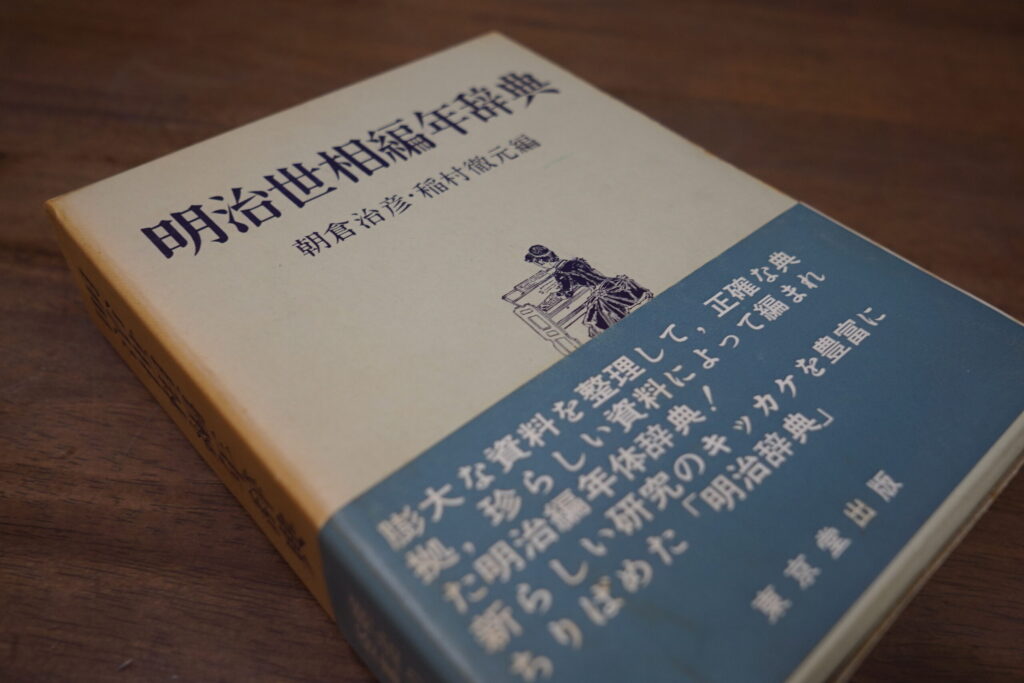 明治世相編年辞典
朝倉治彦・稲村徹元編
膨大な資料を整理して，正確な典
拠，珍らしい資料によって編まれ
た明治編年体辞典！
新らしい研究のキッカケを豊富に
ちりばめた「明治辞典」
東京堂出版